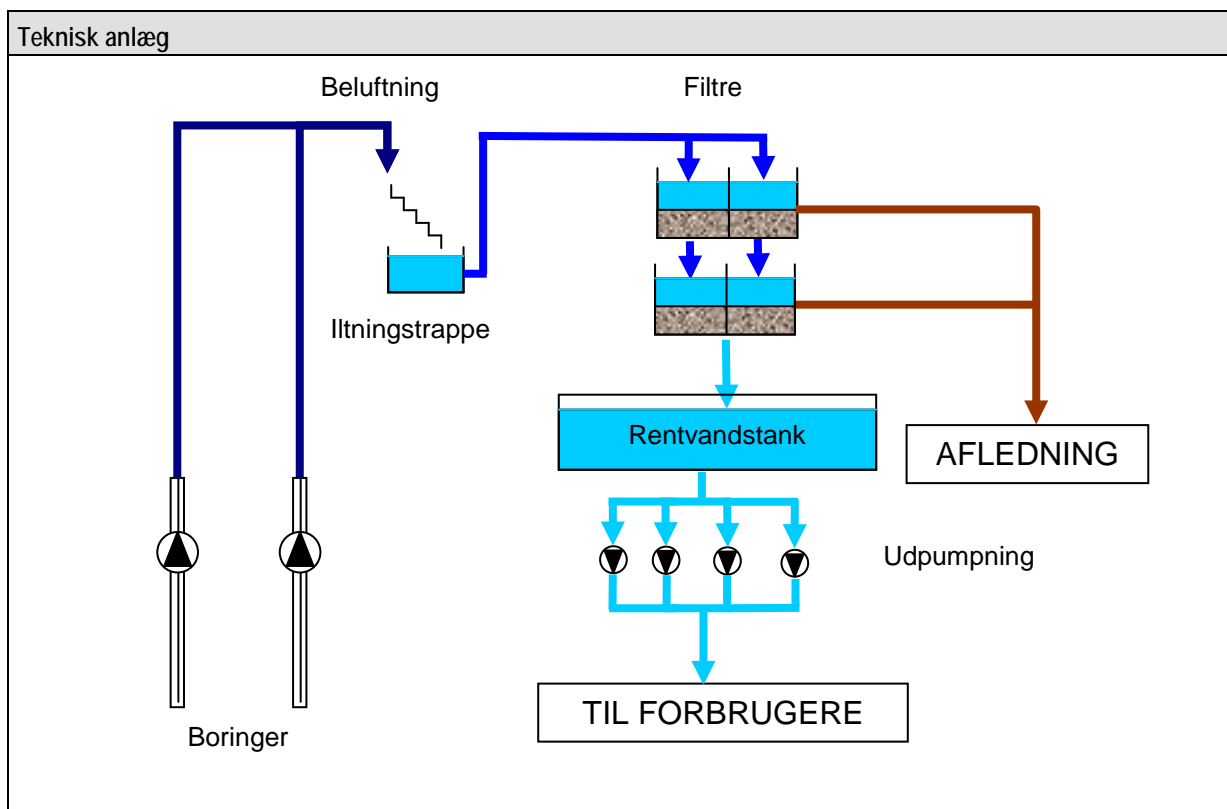 Teknisk anlæg
Beluftning
Filtre
Iltningstrappe
Rentvandstank
AFLEDNING
Udpumpning
TIL FORBRUGERE
Boringer